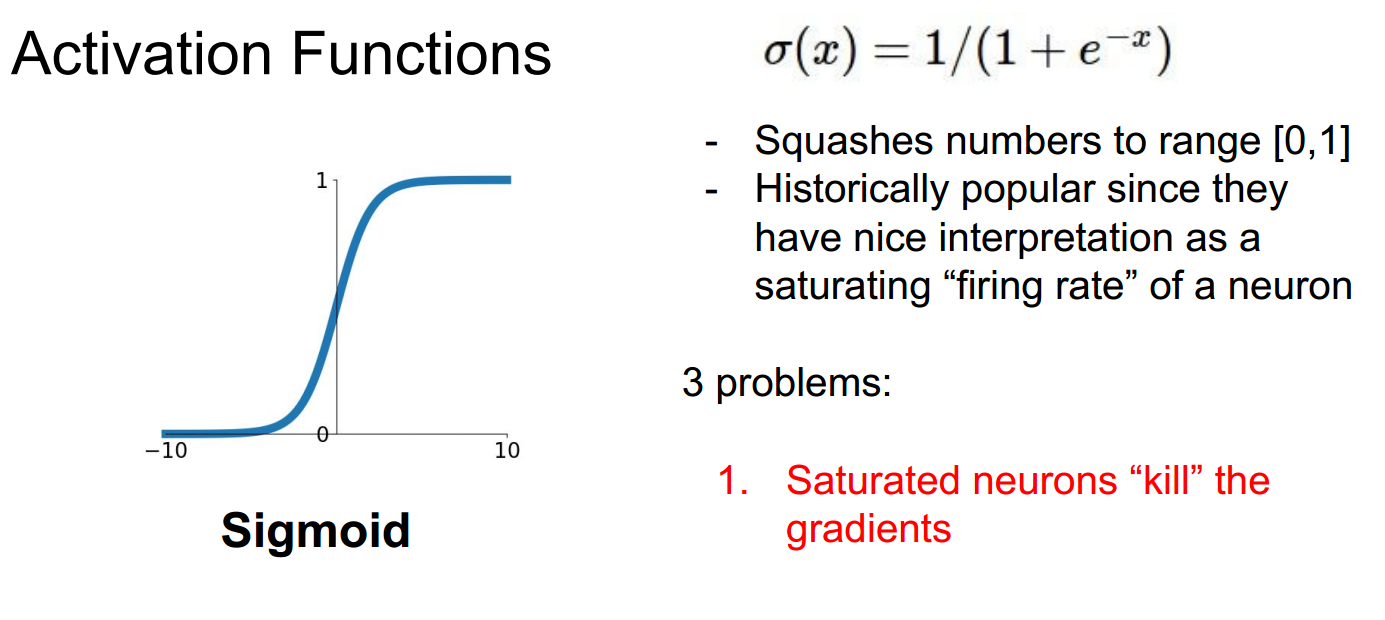 Activation Functions
σ(x) = 1/(1 + e⁻ˣ)
- Squashes numbers to range [0,1]
- Historically popular since they
have nice interpretation as a
saturating “firing rate” of a neuron
3 problems:
1. Saturated neurons “kill” the
gradients
1
0
−10
10
Sigmoid